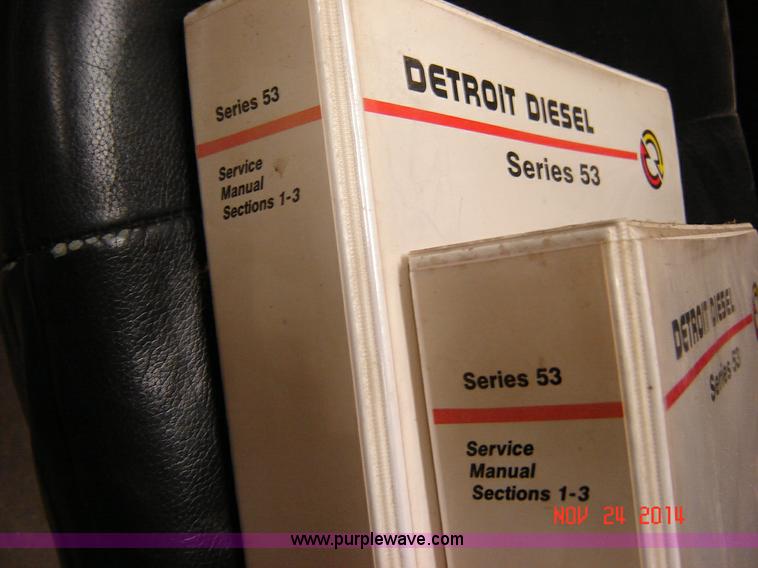 Series 53
Service
Manual
Sections 1-3
DETROIT DIESEL
Series 53
Series 53
Service
Manual
Sections 1-3
DETROIT DIESEL
Series 53
NOV 24 2014
www.purplewave.com